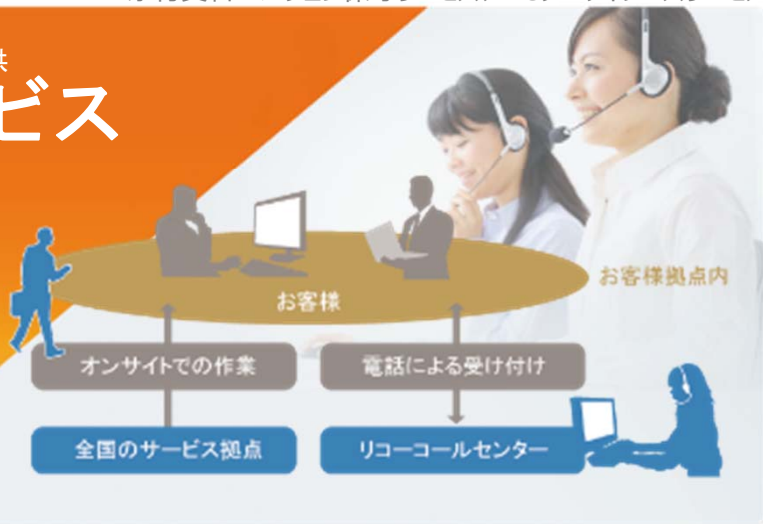 ビス
お客様拠点内
お客様
オンサイトでの作業
電話による受け付け
全国のサービス拠点
リコーコールセンター